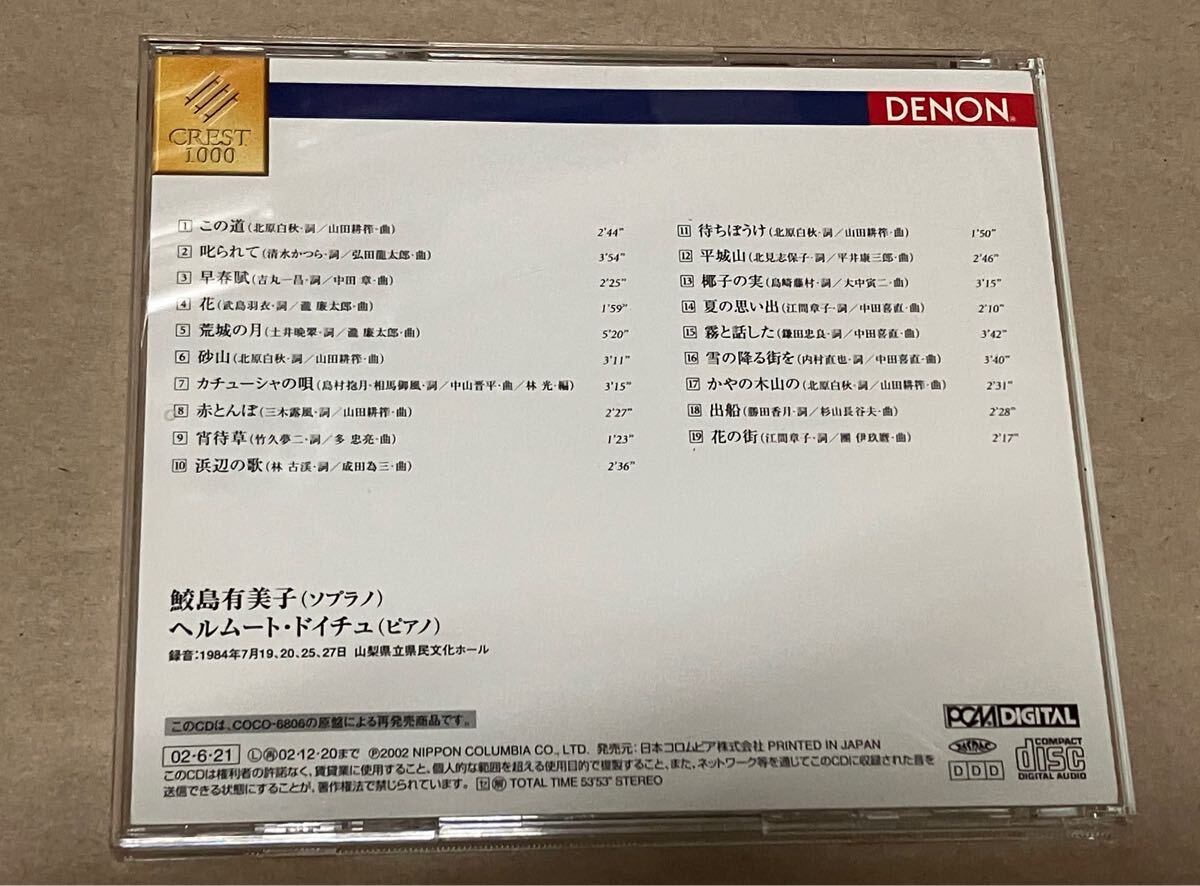 CREST
1000
DENON
1 この道(北原白秋・詞/山田耕筰・曲) 2'44"
2 叱られて(清水かつら・詞/弘田龍太郎・曲) 3'54"
3 早春賦(吉丸一昌・詞/中田 章・曲) 2'25"
4 花(武島羽衣・詞/瀧 廉太郎・曲) 1'59"
5 荒城の月(土井晩翠・詞/瀧 廉太郎・曲) 5'20"
6 砂山(北原白秋・詞/山田耕筰・曲) 3'11"
7 カチューシャの唄(島村抱月・相馬御風・詞/中山晋平・曲/林 光・編) 3'15"
8 赤とんぼ(三木露風・詞/山田耕筰・曲) 2'27"
9 宵待草(竹久夢二・詞/多 忠亮・曲) 1'23"
10 浜辺の歌(林 古渓・詞/成田為三・曲) 2'36"
11 待ちぼうけ(北原白秋・詞/山田耕筰・曲) 1'50"
12 平城山(北見志保子・詞/平井康三郎・曲) 2'46"
13 椰子の実(島崎藤村・詞/大中寅二・曲) 3'15"
14 夏の思い出(江間章子・詞/中田喜直・曲) 2'10"
15 霧と話した(鎌田忠良・詞/中田喜直・曲) 3'42"
16 雪の降る街を(内村直也・詞/中田喜直・曲) 3'40"
17 かやの木山の(北原白秋・詞/山田耕筰・曲) 2'31"
18 出船(勝田香月・詞/杉山長谷夫・曲) 2'28"
19 花の街(江間章子・詞/團 伊玖磨・曲) 2'17"
鮫島有美子(ソプラノ)
ヘルムート・ドイチュ(ピアノ)
録音:1984年7月19、20、25、27日 山梨県立県民文化ホール
このCDは、COCO-6806の原盤による再発売商品です。
PCM DIGITAL
02・6・21 Ⓛ㊕02・12・20まで ℗2002 NIPPON COLUMBIA CO., LTD. 発売元:日本コロムビア株式会社 PRINTED IN JAPAN
このCDは権利者の許諾なく、賃貸業に使用すること、個人的な範囲を超える使用目的で複製すること、また、ネットワーク等を通じてこのCDに収録された音を
送信できる状態にすることが、著作権法で禁じられています。 TOTAL TIME 53'53" STEREO
DDD
COMPACT
disc
DIGITAL AUDIO